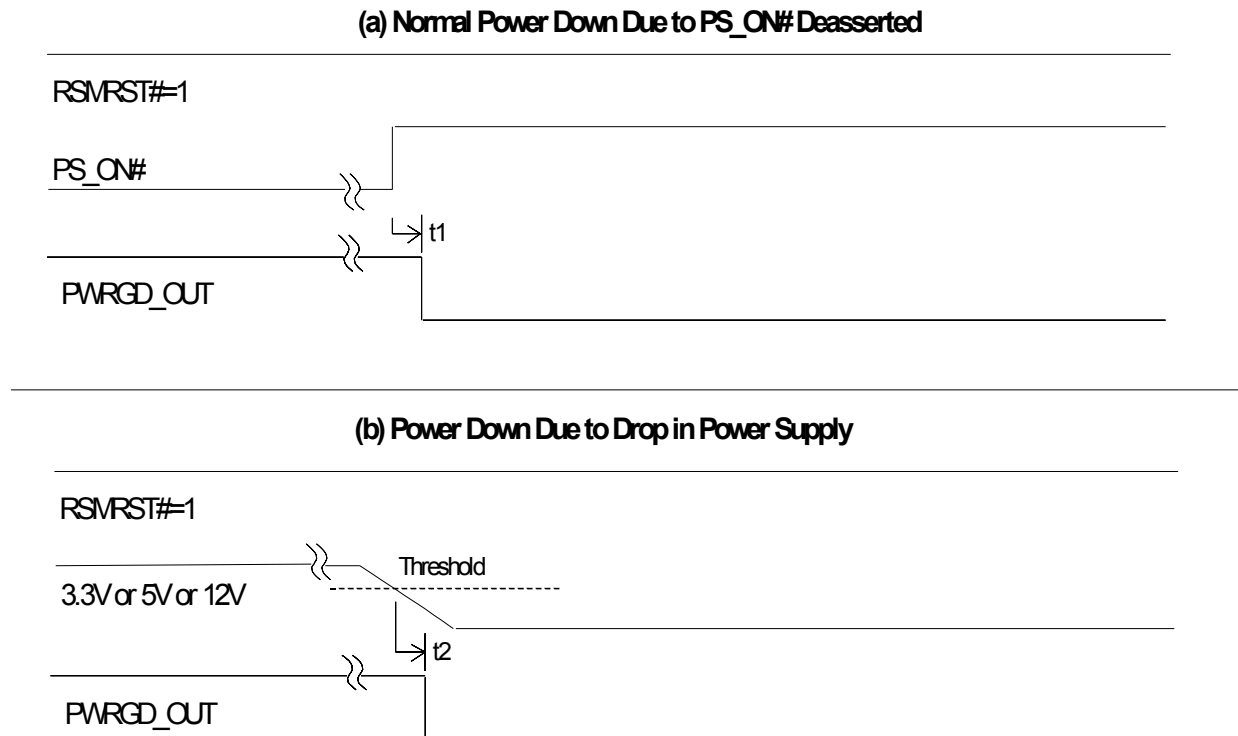 (a) Normal Power Down Due to PS_ON# Deasserted
RSMRST#=1
PS_ON#
t1
PWRGD_OUT
(b) Power Down Due to Drop in Power Supply
RSMRST#=1
Threshold
3.3V or 5V or 12V
t2
PWRGD_OUT